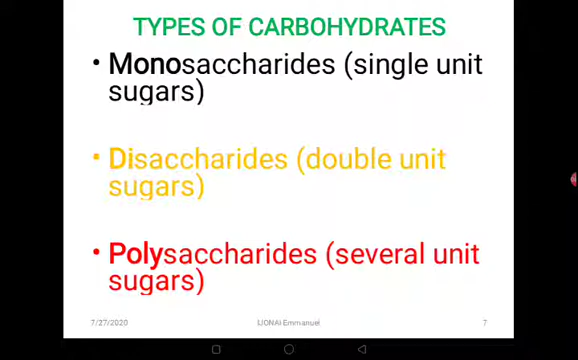 TYPES OF CARBOHYDRATES
• Monosaccharides (single unit
sugars)
• Disaccharides (double unit
sugars)
• Polysaccharides (several unit
sugars)
7/27/2020 LIONAI Emmanuel 7